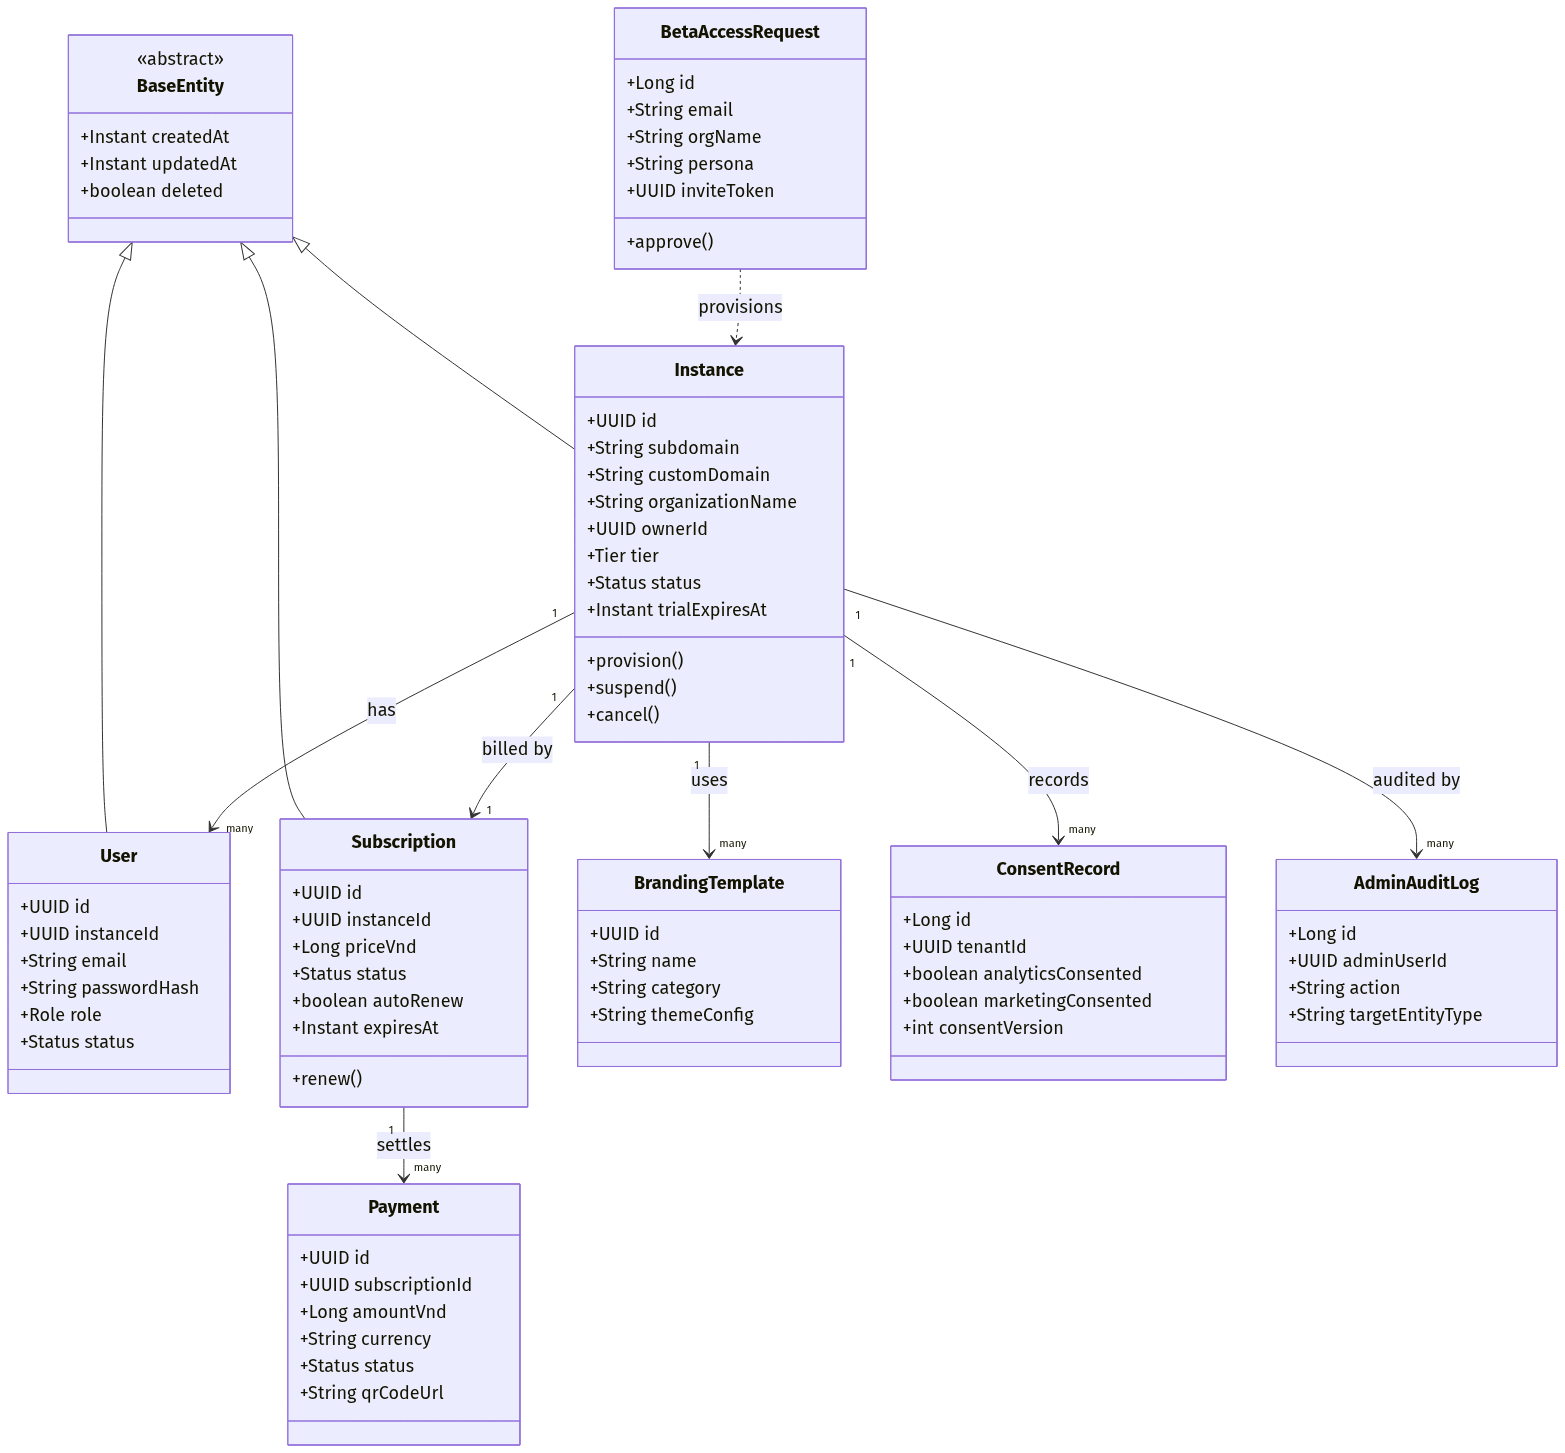 «abstract»
BaseEntity
+Instant createdAt
+Instant updatedAt
+boolean deleted
BetaAccessRequest
+Long id
+String email
+String orgName
+String persona
+UUID inviteToken
+approve()
provisions
Instance
+UUID id
+String subdomain
+String customDomain
+String organizationName
+UUID ownerId
+Tier tier
+Status status
+Instant trialExpiresAt
+provision()
+suspend()
+cancel()
1
has
many
1
billed by
1
1
uses
many
1
records
many
1
audited by
many
User
+UUID id
+UUID instanceId
+String email
+String passwordHash
+Role role
+Status status
Subscription
+UUID id
+UUID instanceId
+Long priceVnd
+Status status
+boolean autoRenew
+Instant expiresAt
+renew()
BrandingTemplate
+UUID id
+String name
+String category
+String themeConfig
ConsentRecord
+Long id
+UUID tenantId
+boolean analyticsConsented
+boolean marketingConsented
+int consentVersion
AdminAuditLog
+Long id
+UUID adminUserId
+String action
+String targetEntityType
1
settles
many
Payment
+UUID id
+UUID subscriptionId
+Long amountVnd
+String currency
+Status status
+String qrCodeUrl